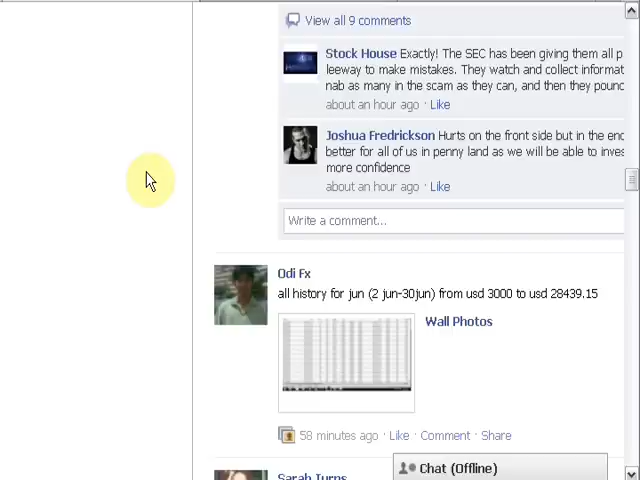 View all 9 comments
Stock House Exactly! The SEC has been giving them all p
leeway to make mistakes. They watch and collect informat
nab as many in the scam as they can, and then they pounc
about an hour ago · Like
Joshua Fredrickson Hurts on the front side but in the end
better for all of us in penny land as we will be able to inves
more confidence
about an hour ago · Like
Write a comment...
Odi Fx
all history for jun (2 jun-30jun) from usd 3000 to usd 28439.15
Wall Photos
58 minutes ago · Like · Comment · Share
Chat (Offline)
Sarah Turns